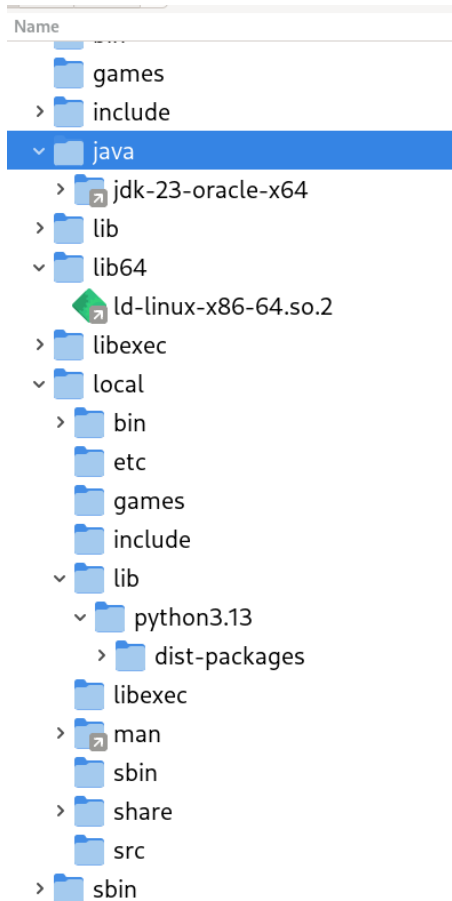 Name
games
include
java
jdk-23-oracle-x64
lib
lib64
ld-linux-x86-64.so.2
libexec
local
bin
etc
games
include
lib
python3.13
dist-packages
libexec
man
sbin
share
src
sbin